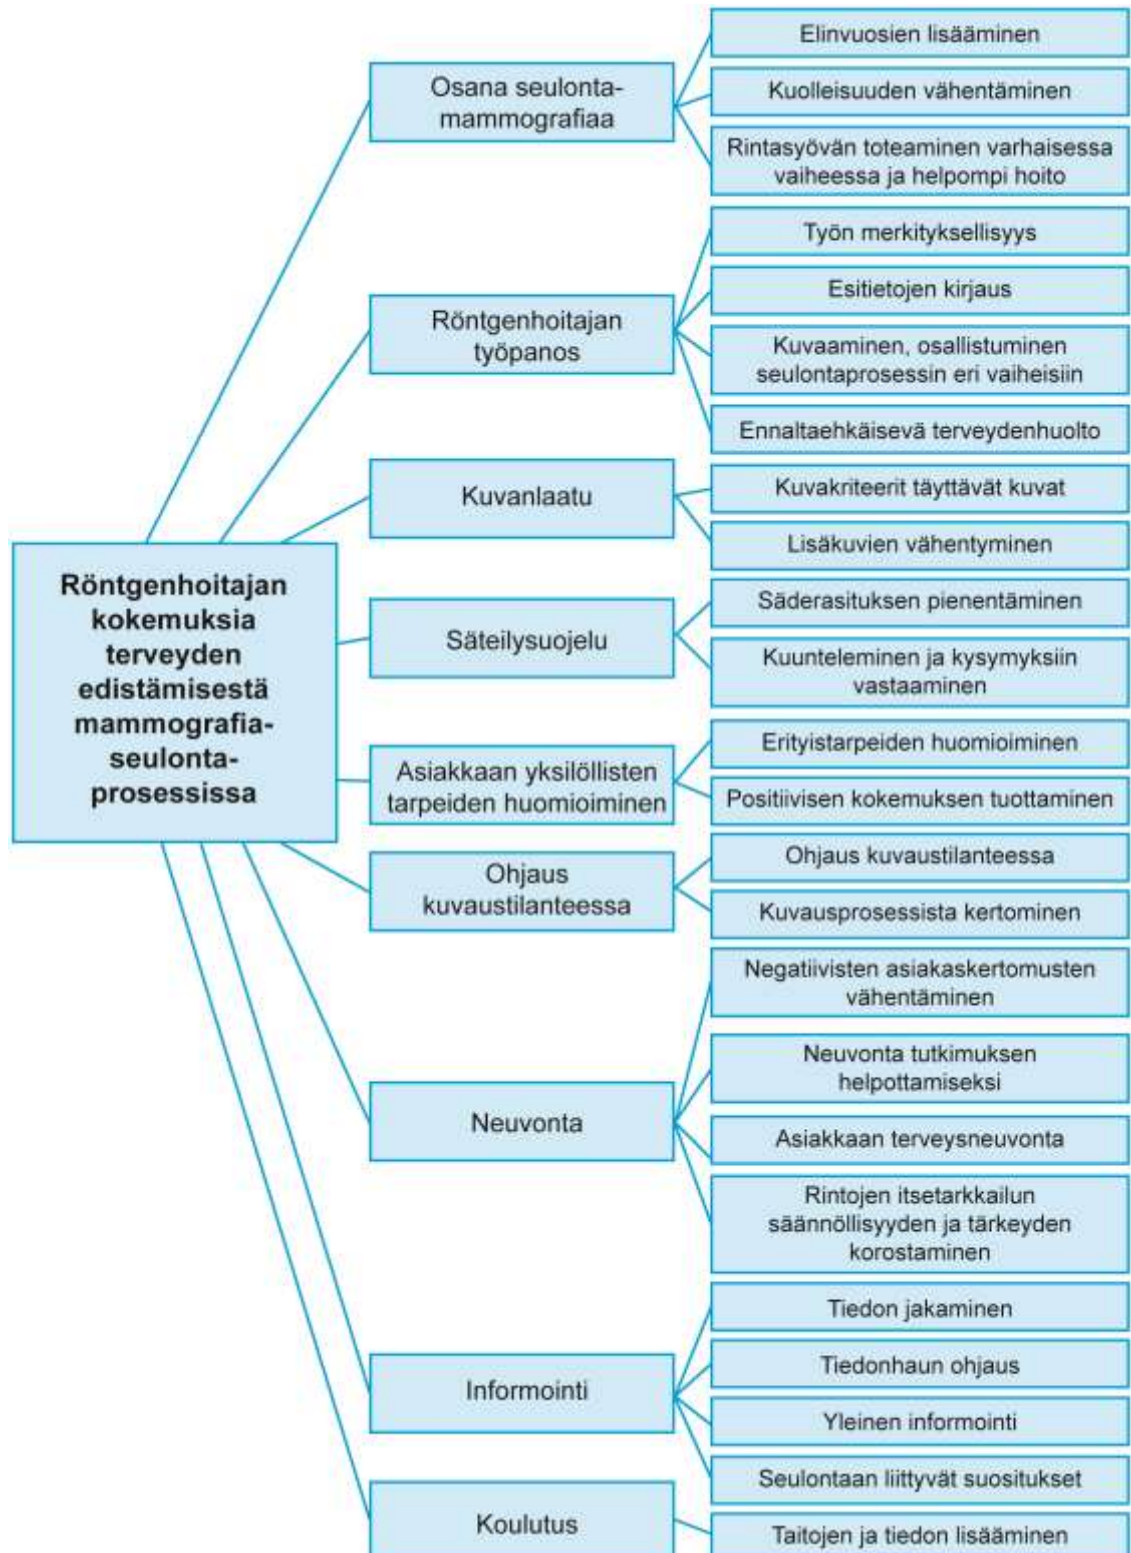 Röntgenhoitajan
kokemuksia
terveyden
edistämisestä
mammografia-
seulonta-
prosessissa
Osana seulonta-
mammografiaa
Elinvuosien lisääminen
Kuolleisuuden vähentäminen
Rintasyövän toteaminen varhaisessa
vaiheessa ja helpompi hoito
Röntgenhoitajan
työpanos
Työn merkityksellisyys
Esitietojen kirjaus
Kuvaaminen, osallistuminen
seulontaprosessin eri vaiheisiin
Ennaltaehkäisevä terveydenhuolto
Kuvanlaatu
Kuvakriteerit täyttävät kuvat
Lisäkuvien vähentyminen
Säteilysuojelu
Säderasituksen pienentäminen
Kuunteleminen ja kysymyksiin
vastaaminen
Asiakkaan yksilöllisten
tarpeiden huomioiminen
Erityistarpeiden huomioiminen
Positiivisen kokemuksen tuottaminen
Ohjaus
kuvaustilanteessa
Ohjaus kuvaustilanteessa
Kuvausprosessista kertominen
Neuvonta
Negatiivisten asiakaskertomusten
vähentäminen
Neuvonta tutkimuksen
helpottamiseksi
Asiakkaan terveysneuvonta
Rintojen itsetarkkailun
säännöllisyyden ja tärkeyden
korostaminen
Informointi
Tiedon jakaminen
Tiedonhaun ohjaus
Yleinen informointi
Seulontaan liittyvät suositukset
Koulutus
Taitojen ja tiedon lisääminen